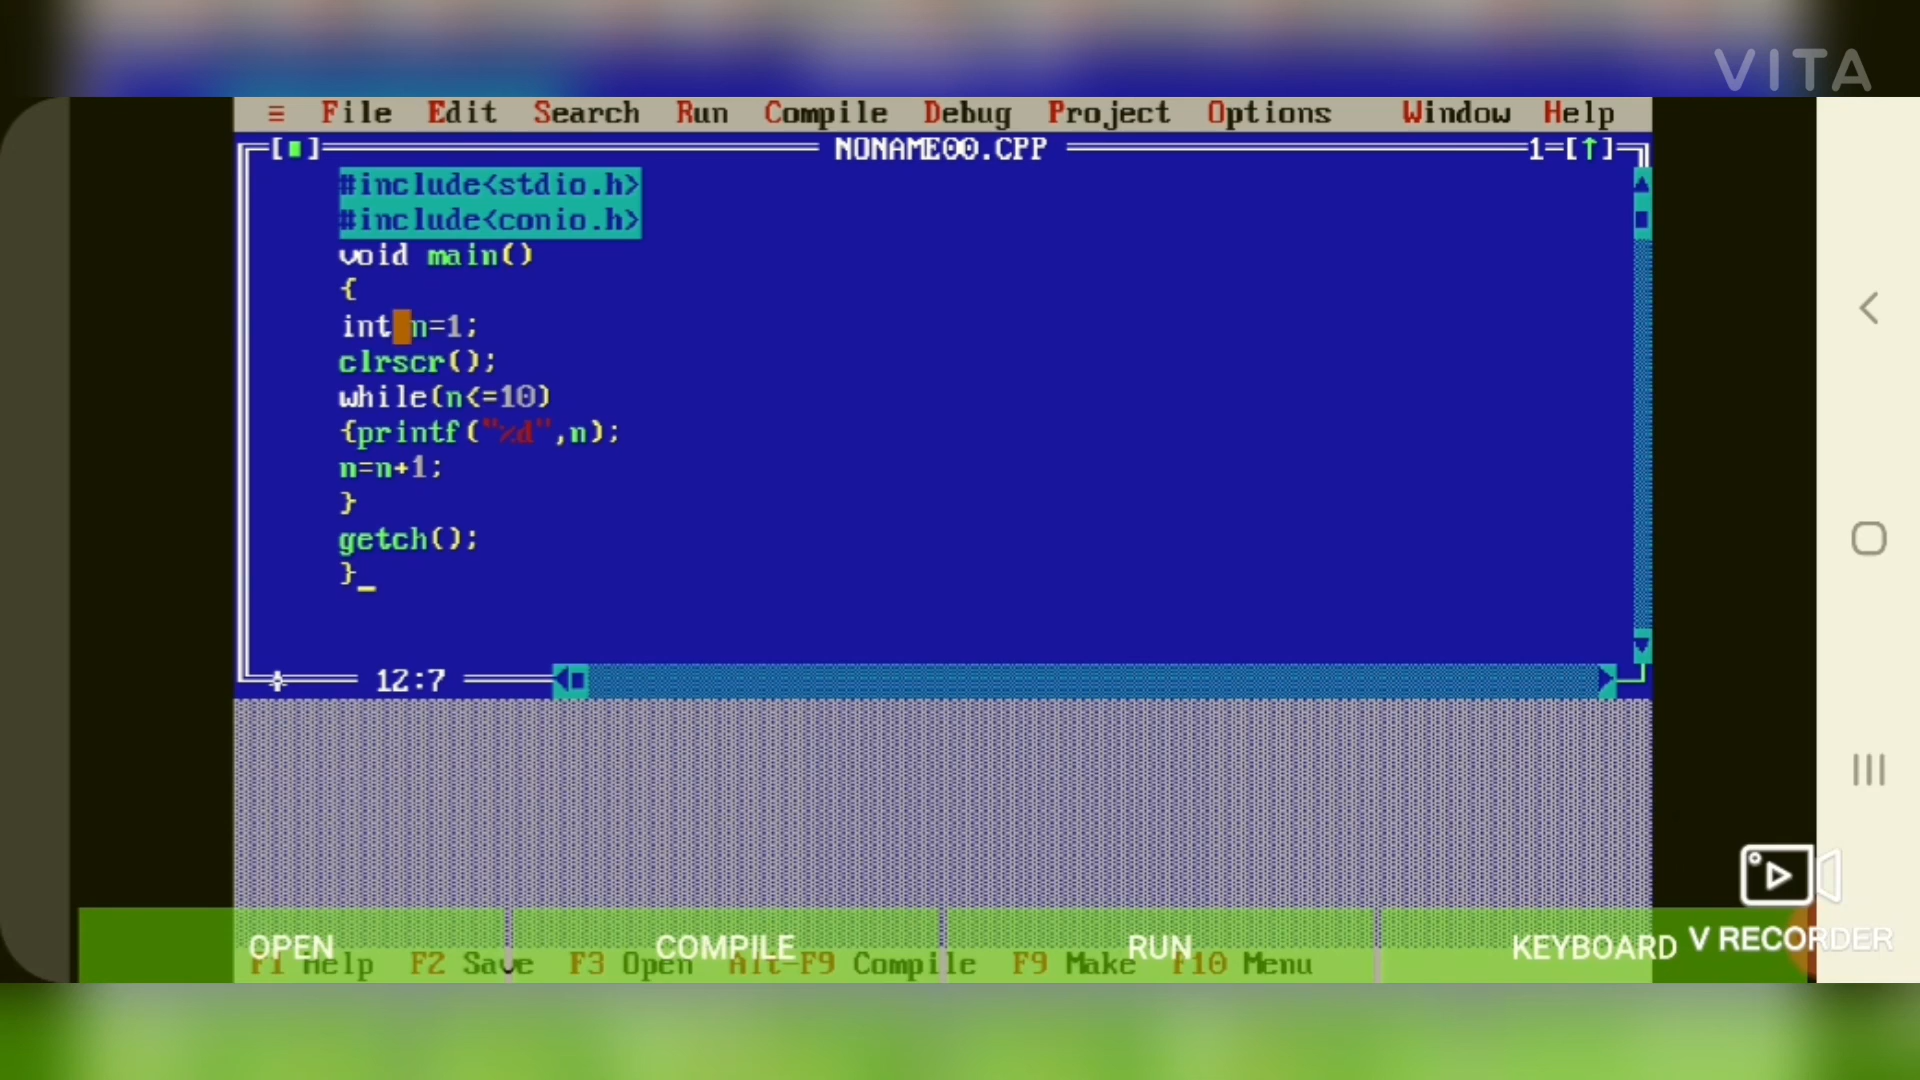 VITA
≡ File Edit Search Run Compile Debug Project Options Window Help
[■] NONAME00.CPP 1=[↑]
#include<stdio.h>
#include<conio.h>
void main()
{
int n=1;
clrscr();
while(n<=10)
{printf("%d",n);
n=n+1;
}
getch();
}_
12:7
OPEN COMPILE RUN KEYBOARD
V RECORDER
F1 Help F2 Save F3 Open Alt-F9 Compile F9 Make F10 Menu